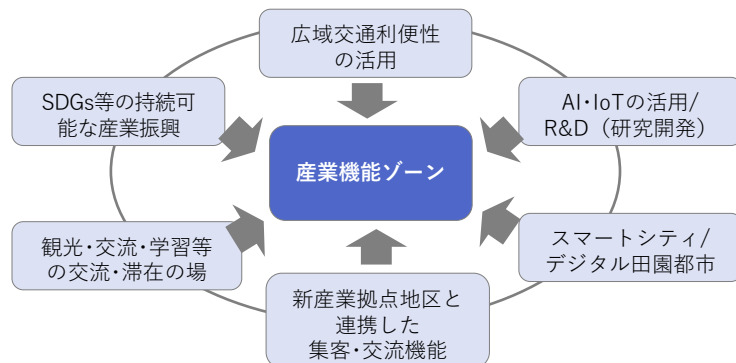 広域交通利便性
の活用
SDGs等の持続可
能な産業振興
AI･IoTの活用/
R&D（研究開発）
産業機能ゾーン
観光･交流･学習等
の交流･滞在の場
スマートシティ/
デジタル田園都市
新産業拠点地区と
連携した
集客･交流機能